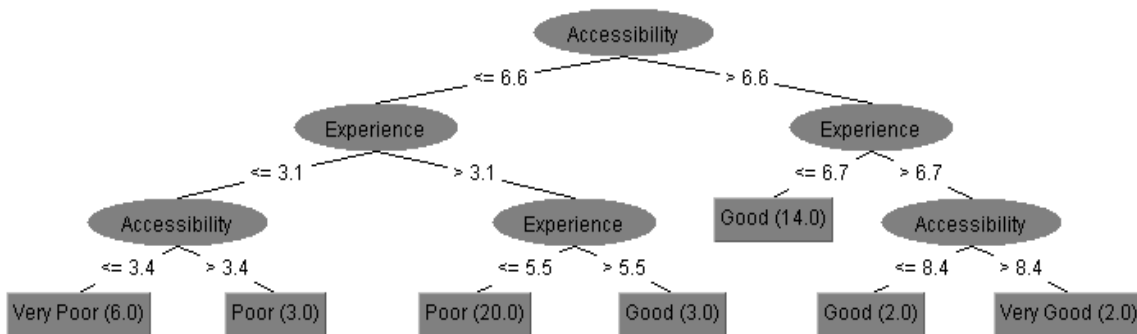 Accessibility
<= 6.6 > 6.6
Experience Experience
<= 3.1 > 3.1 <= 6.7 > 6.7
Accessibility Experience Good (14.0) Accessibility
<= 3.4 > 3.4 <= 5.5 > 5.5 <= 8.4 > 8.4
Very Poor (6.0) Poor (3.0) Poor (20.0) Good (3.0) Good (2.0) Very Good (2.0)